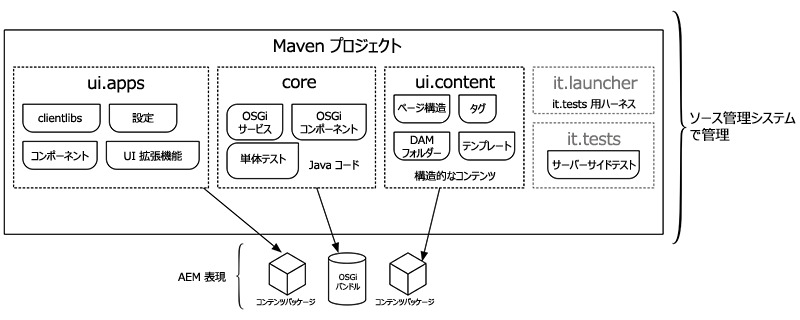 Maven プロジェクト
ui.apps
clientlibs
設定
コンポーネント
UI 拡張機能
core
OSGi
サービス
OSGi
コンポーネント
単体テスト
Java コード
ui.content
ページ構造
タグ
DAM
フォルダー
テンプレート
構造的なコンテンツ
it.launcher
it.tests 用ハーネス
it.tests
サーバーサイドテスト
ソース管理システム
で管理
AEM 表現
コンテンツパッケージ
OSGi
バンドル
コンテンツパッケージ